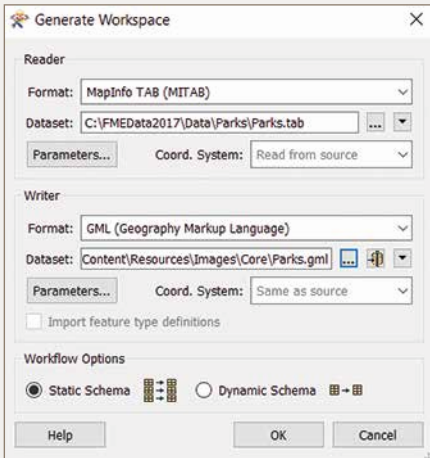 Generate Workspace
Reader
Format: MapInfo TAB (MITAB)
Dataset: C:\FMEData2017\Data\Parks\Parks.tab ...
Parameters... Coord. System: Read from source
Writer
Format: GML (Geography Markup Language)
Dataset: Content\Resources\Images\Core\Parks.gml ...
Parameters... Coord. System: Same as source
Import feature type definitions
Workflow Options
Static Schema Dynamic Schema
Help OK Cancel